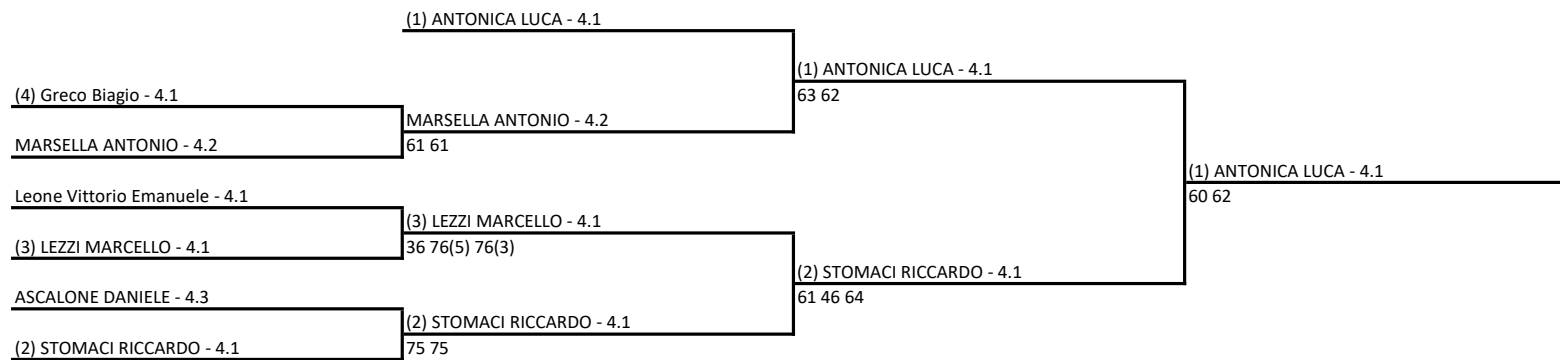 (1) ANTONICA LUCA - 4.1
(1) ANTONICA LUCA - 4.1
(4) Greco Biagio - 4.1
63 62
MARSELLA ANTONIO - 4.2
MARSELLA ANTONIO - 4.2
61 61
(1) ANTONICA LUCA - 4.1
Leone Vittorio Emanuele - 4.1
60 62
(3) LEZZI MARCELLO - 4.1
(3) LEZZI MARCELLO - 4.1
36 76(5) 76(3)
(2) STOMACI RICCARDO - 4.1
ASCALONE DANIELE - 4.3
61 46 64
(2) STOMACI RICCARDO - 4.1
(2) STOMACI RICCARDO - 4.1
75 75